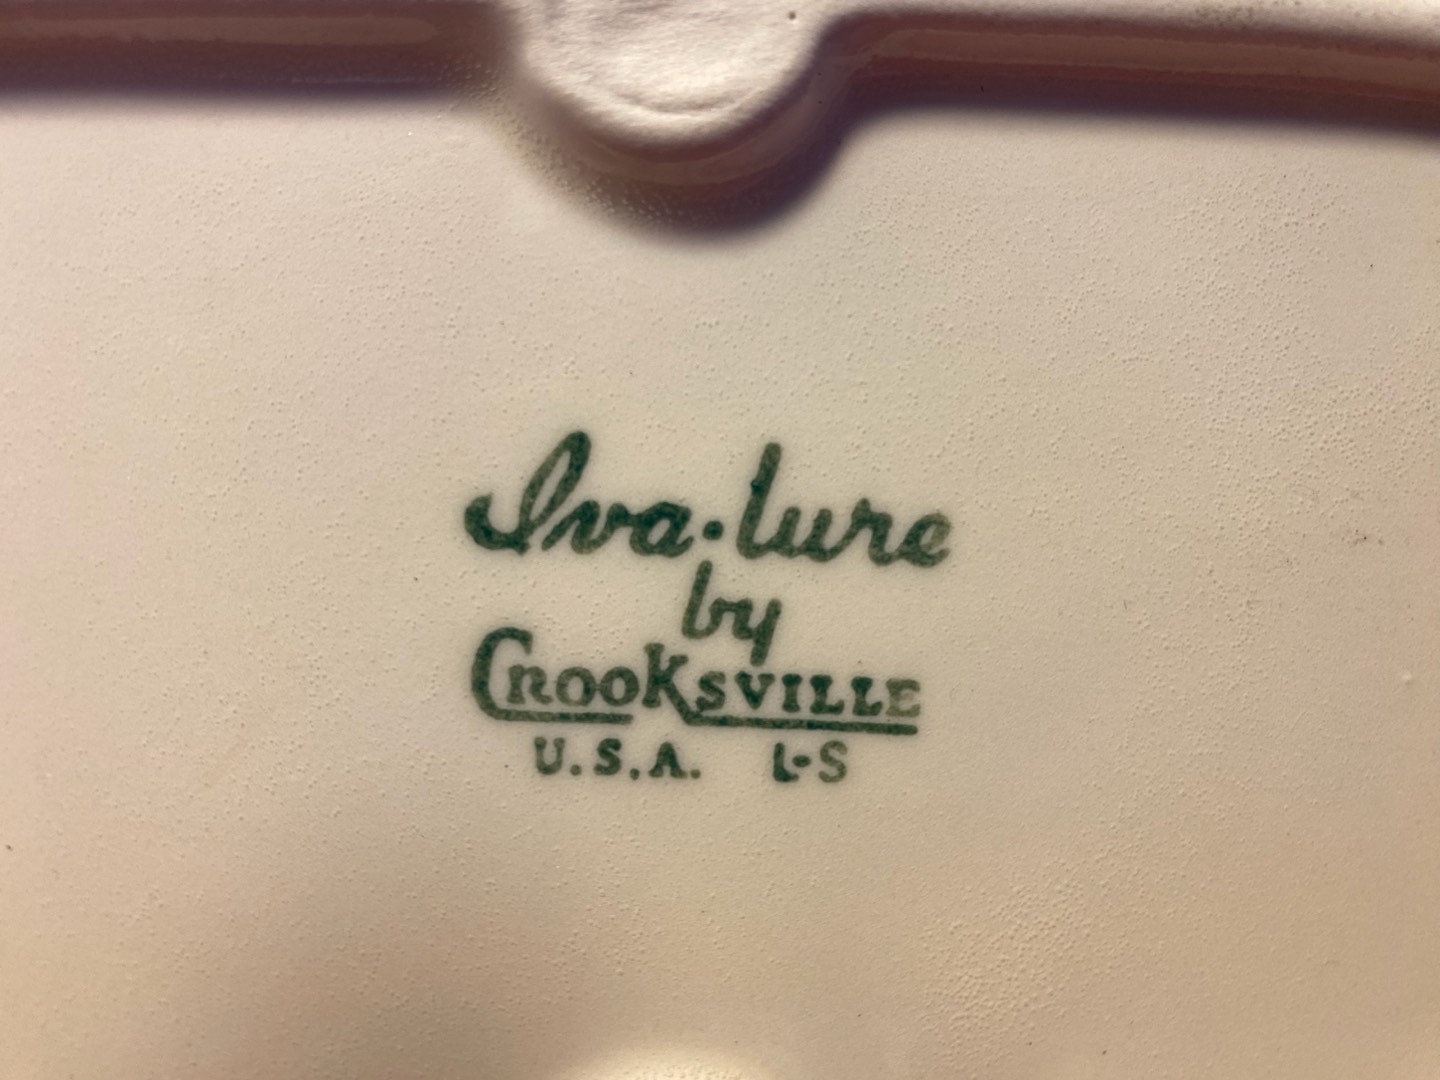 Iva·lure
by
CROOKSVILLE
U.S.A. L-S